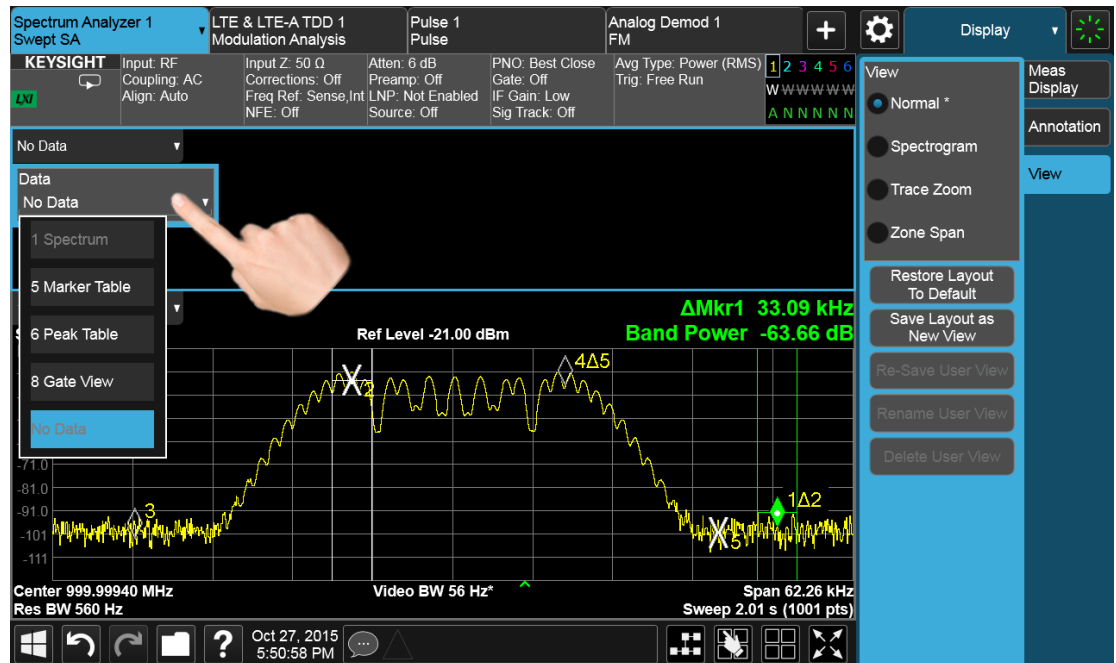 Spectrum Analyzer 1
Swept SA
LTE & LTE-A TDD 1
Modulation Analysis
Pulse 1
Pulse
Analog Demod 1
FM
+
Display
KEYSIGHT
LXI
Input: RF
Coupling: AC
Align: Auto
Input Z: 50 Ω
Corrections: Off
Freq Ref: Sense,Int
NFE: Off
Atten: 6 dB
Preamp: Off
LNP: Not Enabled
Source: Off
PNO: Best Close
Gate: Off
IF Gain: Low
Sig Track: Off
Avg Type: Power (RMS)
Trig: Free Run
1 2 3 4 5 6
W W W W W W
A N N N N N
View
Normal *
Spectrogram
Trace Zoom
Zone Span
Restore Layout
To Default
Save Layout as
New View
Re-Save User View
Rename User View
Delete User View
Meas
Display
Annotation
View
No Data
Data
No Data
1 Spectrum
5 Marker Table
6 Peak Table
8 Gate View
No Data
ΔMkr1 33.09 kHz
Ref Level -21.00 dBm
Band Power -63.66 dB
4Δ5
2
-71.0
-81.0
-91.0
-101
-111
3
1Δ2
5
Center 999.99940 MHz
Video BW 56 Hz*
Span 62.26 kHz
Res BW 560 Hz
Sweep 2.01 s (1001 pts)
?
Oct 27, 2015
5:50:58 PM